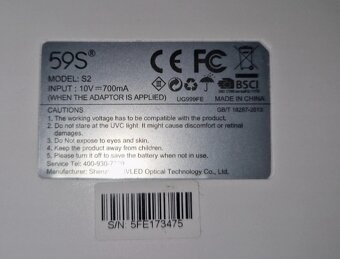 59S®
MODEL: S2
INPUT : 10V⎓700mA
(WHEN THE ADAPTOR IS APPLIED)
CE FC
BSCI
UG999FE
MADE IN CHINA
CAUTIONS:
GB/T 18267-2013
1. The working voltage has to be compatible with the product.
2. Do not stare at the UVC light. It might cause discomfort or retinal
damages.
3. Do Not expose to eyes and skin.
4. Keep the product away from children.
5. Please turn it off to save the battery when not in use.
Service Tel: 400-930-
Manufacturer: Optical Technology Co., Ltd.
S/N: 5FE173475